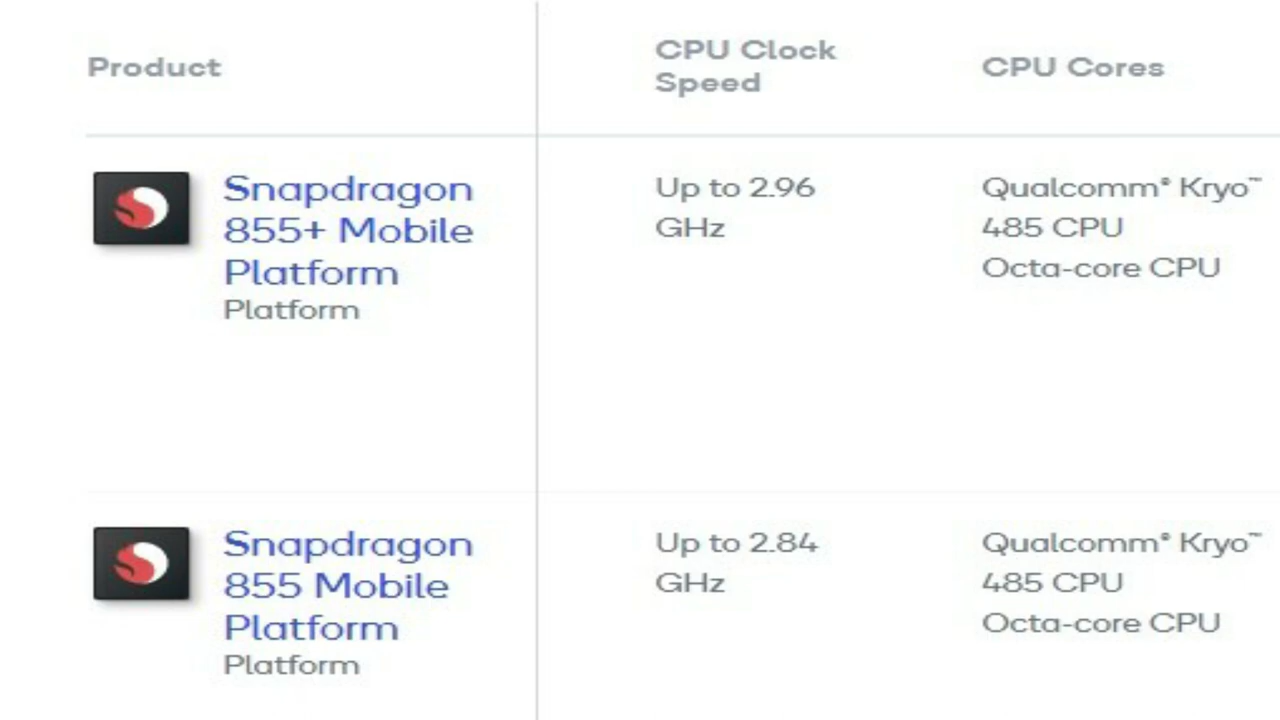 Product
CPU Clock
Speed
CPU Cores
Snapdragon
855+ Mobile
Platform
Platform
Up to 2.96
GHz
Qualcomm® Kryo™
485 CPU
Octa-core CPU
Snapdragon
855 Mobile
Platform
Platform
Up to 2.84
GHz
Qualcomm® Kryo™
485 CPU
Octa-core CPU